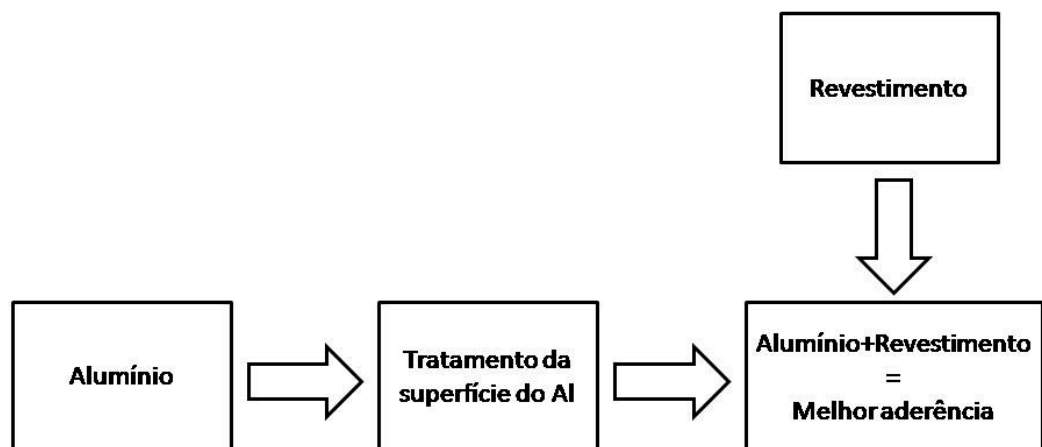 Revestimento
Alumínio
Tratamento da
superfície do Al
Alumínio+Revestimento
=
Melhor aderência